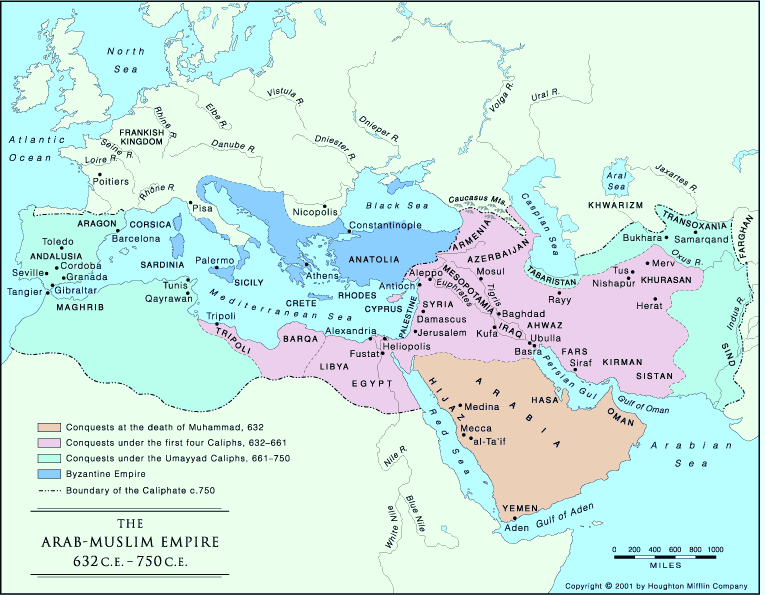 North
Sea
Atlantic
Ocean
FRANKISH
KINGDOM
Rhine R.
Elbe R.
Vistula R.
Dnieper R.
Dniester R.
Danube R.
Seine R.
Loire R.
Rhône R.
Poitiers
Volga R.
Ural R.
Aral
Sea
Jaxartes R.
KHWARIZM
Caspian Sea
Caucasus Mts.
Black Sea
TRANSOXANIA
FARGHAN
Bukhara
Samarqand
Oxus R.
Pisa
Nicopolis
Constantinople
ARAGON
CORSICA
Barcelona
Toledo
ANDALUSIA
Cordoba
Seville
Granada
Tangier
Gibraltar
MAGHRIB
SARDINIA
Palermo
SICILY
Tunis
Qayrawan
Athens
ANATOLIA
CRETE
RHODES
CYPRUS
Mediterranean Sea
ARMENIA
AZERBAIJAN
Aleppo
Antioch
MESOPOTAMIA
Mosul
Euphrates
Tigris
TABARISTAN
Rayy
Merv
Tus
Nishapur
KHURASAN
Herat
SYRIA
Damascus
PALESTINE
Jerusalem
Baghdad
Kufa
IRAQ
AHWAZ
Ubulla
Basra
FARS
Siraf
KIRMAN
SISTAN
SIND
Indus R.
Tripoli
TRIPOLI
BARQA
LIBYA
Alexandria
Heliopolis
Fustat
EGYPT
Persian Gul
Gulf of Oman
HASA
OMAN
ARABIA
HIJAZ
Medina
Mecca
al-Ta'if
Red Sea
Arabian
Sea
YEMEN
Aden
Gulf of Aden
Nile R.
White Nile
Blue Nile
Conquests at the death of Muhammad, 632
Conquests under the first four Caliphs, 632–661
Conquests under the Umayyad Caliphs, 661–750
Byzantine Empire
Boundary of the Caliphate c.750
THE
ARAB-MUSLIM EMPIRE
632 C.E. – 750 C.E.
0 200 400 600 800 1000
MILES
Copyright © 2001 by Houghton Mifflin Company